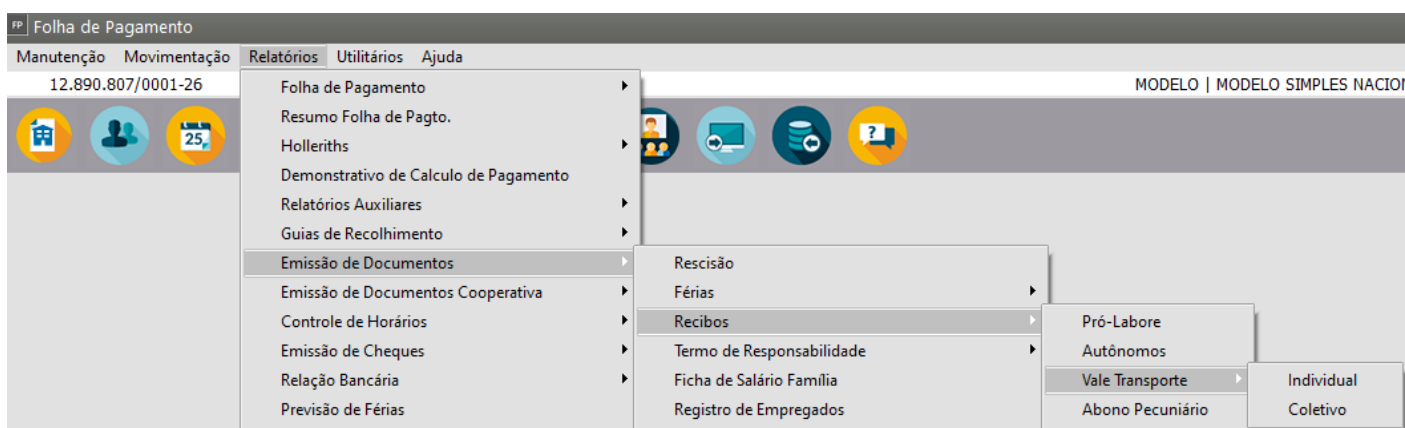 FP Folha de Pagamento
Manutenção Movimentação Relatórios Utilitários Ajuda
12.890.807/0001-26 MODELO | MODELO SIMPLES NACION
25
?
Folha de Pagamento
Resumo Folha de Pagto.
Holleriths
Demonstrativo de Calculo de Pagamento
Relatórios Auxiliares
Guias de Recolhimento
Emissão de Documentos
Emissão de Documentos Cooperativa
Controle de Horários
Emissão de Cheques
Relação Bancária
Previsão de Férias
Rescisão
Férias
Recibos
Termo de Responsabilidade
Ficha de Salário Família
Registro de Empregados
Pró-Labore
Autônomos
Vale Transporte
Abono Pecuniário
Individual
Coletivo